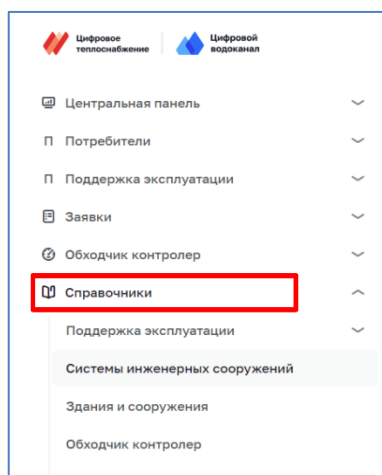 Цифровое
теплоснабжение
Цифровой
водоканал
Центральная панель
П Потребители
П Поддержка эксплуатации
Заявки
Обходчик контролер
Справочники
Поддержка эксплуатации
Системы инженерных сооружений
Здания и сооружения
Обходчик контролер